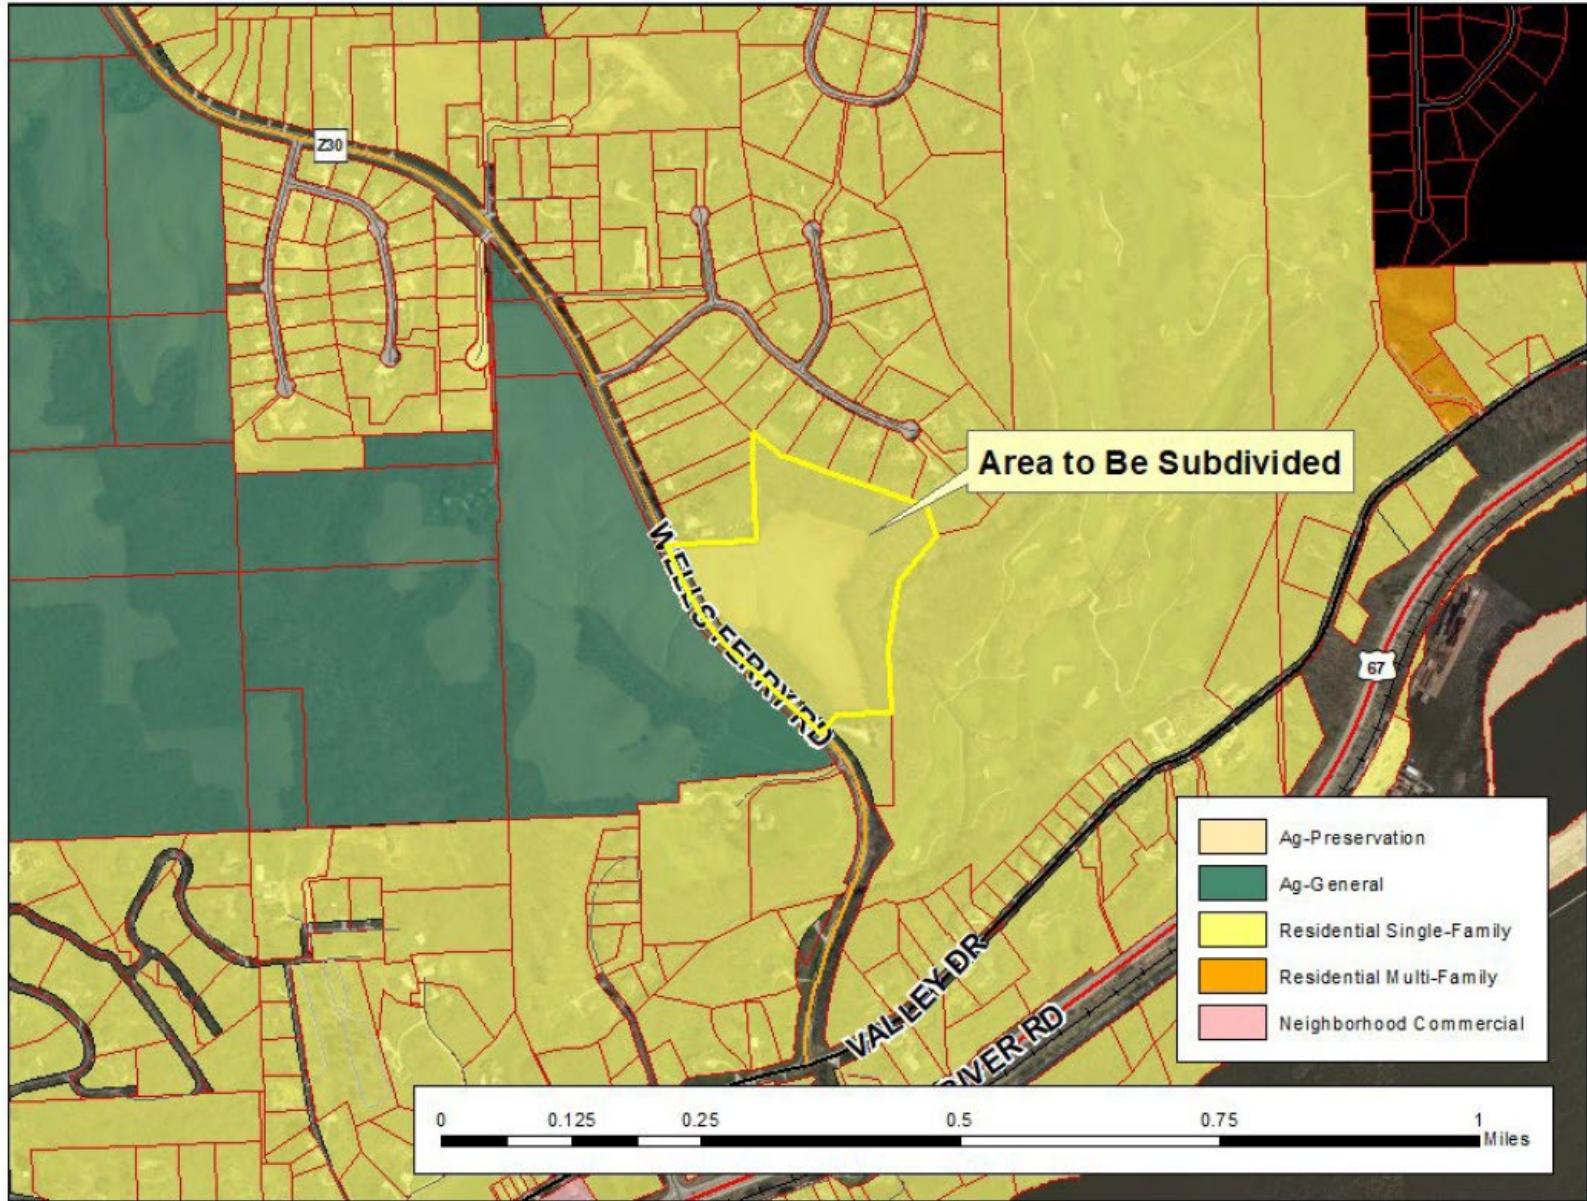 Z30
Area to Be Subdivided
WELLS FERRY RD
67
Ag-Preservation
Ag-General
Residential Single-Family
Residential Multi-Family
Neighborhood Commercial
VALLEY DR
RIVER RD
0 0.125 0.25 0.5 0.75 1
Miles